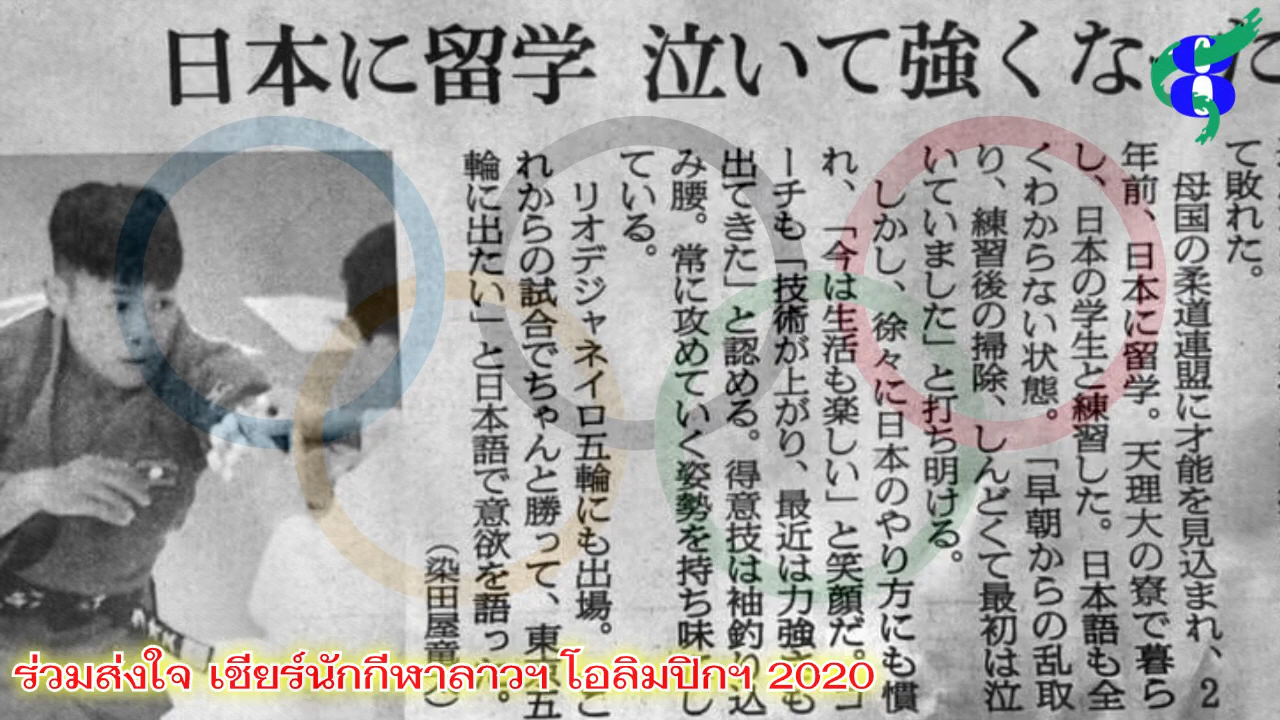 日本に留学 泣いて強くな
て敗れた。
母国の柔道連盟に才能を見込まれ、2
年前、日本に留学。天理大の寮で暮ら
し、日本の学生と練習した。日本語も全
くわからない状態。「早朝からの乱取
り、練習後の掃除、しんどくて最初は泣
いていました」と打ち明ける。
しかし、徐々に日本のやり方にも慣
れ、「今は生活も楽しい」と笑顔だ。コ
ーチも「技術が上がり、最近は力強さも
出てきた」と認める。得意技は袖釣り込
み腰。常に攻めていく姿勢を持ち味にし
ている。
リオデジャネイロ五輪にも出場。「こ
れからの試合でちゃんと勝って、東京五
輪に出たい」と日本語で意欲を語った。
(染田屋竜太)
ร่วมส่งใจ เชียร์นักกีฬาลาวฯ โอลิมปิกฯ 2020